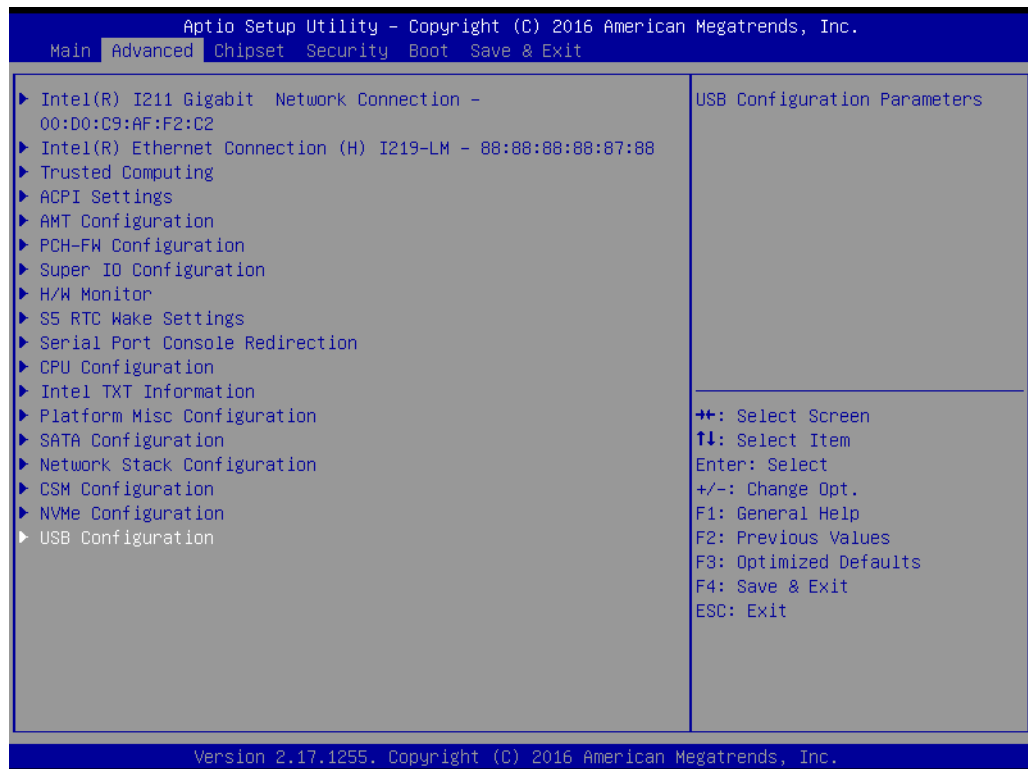 Aptio Setup Utility – Copyright (C) 2016 American Megatrends, Inc.
Main Advanced Chipset Security Boot Save & Exit
▶ Intel(R) I211 Gigabit  Network Connection –
00:D0:C9:AF:F2:C2
▶ Intel(R) Ethernet Connection (H) I219–LM – 88:88:88:88:87:88
▶ Trusted Computing
▶ ACPI Settings
▶ AMT Configuration
▶ PCH–FW Configuration
▶ Super IO Configuration
▶ H/W Monitor
▶ S5 RTC Wake Settings
▶ Serial Port Console Redirection
▶ CPU Configuration
▶ Intel TXT Information
▶ Platform Misc Configuration
▶ SATA Configuration
▶ Network Stack Configuration
▶ CSM Configuration
▶ NVMe Configuration
▶ USB Configuration
USB Configuration Parameters
→←: Select Screen
↑↓: Select Item
Enter: Select
+/–: Change Opt.
F1: General Help
F2: Previous Values
F3: Optimized Defaults
F4: Save & Exit
ESC: Exit
Version 2.17.1255. Copyright (C) 2016 American Megatrends, Inc.